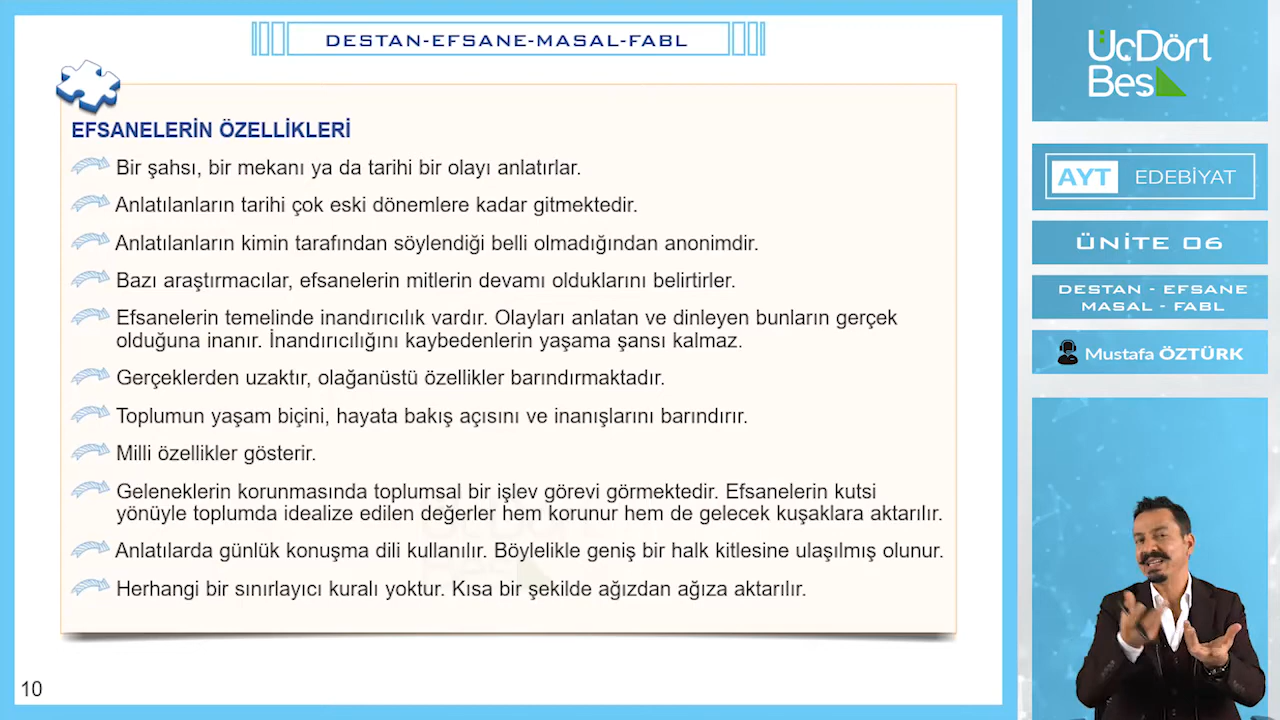 DESTAN-EFSANE-MASAL-FABL
EFSANELERİN ÖZELLİKLERİ
Bir şahsı, bir mekanı ya da tarihi bir olayı anlatırlar.
Anlatılanların tarihi çok eski dönemlere kadar gitmektedir.
Anlatılanların kimin tarafından söylendiği belli olmadığından anonimdir.
Bazı araştırmacılar, efsanelerin mitlerin devamı olduklarını belirtirler.
Efsanelerin temelinde inandırıcılık vardır. Olayları anlatan ve dinleyen bunların gerçek
olduğuna inanır. İnandırıcılığını kaybedenlerin yaşama şansı kalmaz.
Gerçeklerden uzaktır, olağanüstü özellikler barındırmaktadır.
Toplumun yaşam biçini, hayata bakış açısını ve inanışlarını barındırır.
Milli özellikler gösterir.
Geleneklerin korunmasında toplumsal bir işlev görevi görmektedir. Efsanelerin kutsi
yönüyle toplumda idealize edilen değerler hem korunur hem de gelecek kuşaklara aktarılır.
Anlatılarda günlük konuşma dili kullanılır. Böylelikle geniş bir halk kitlesine ulaşılmış olunur.
Herhangi bir sınırlayıcı kuralı yoktur. Kısa bir şekilde ağızdan ağıza aktarılır.
10
ÜçDört
Beş
AYT EDEBİYAT
ÜNİTE 06
DESTAN - EFSANE
MASAL - FABL
Mustafa ÖZTÜRK